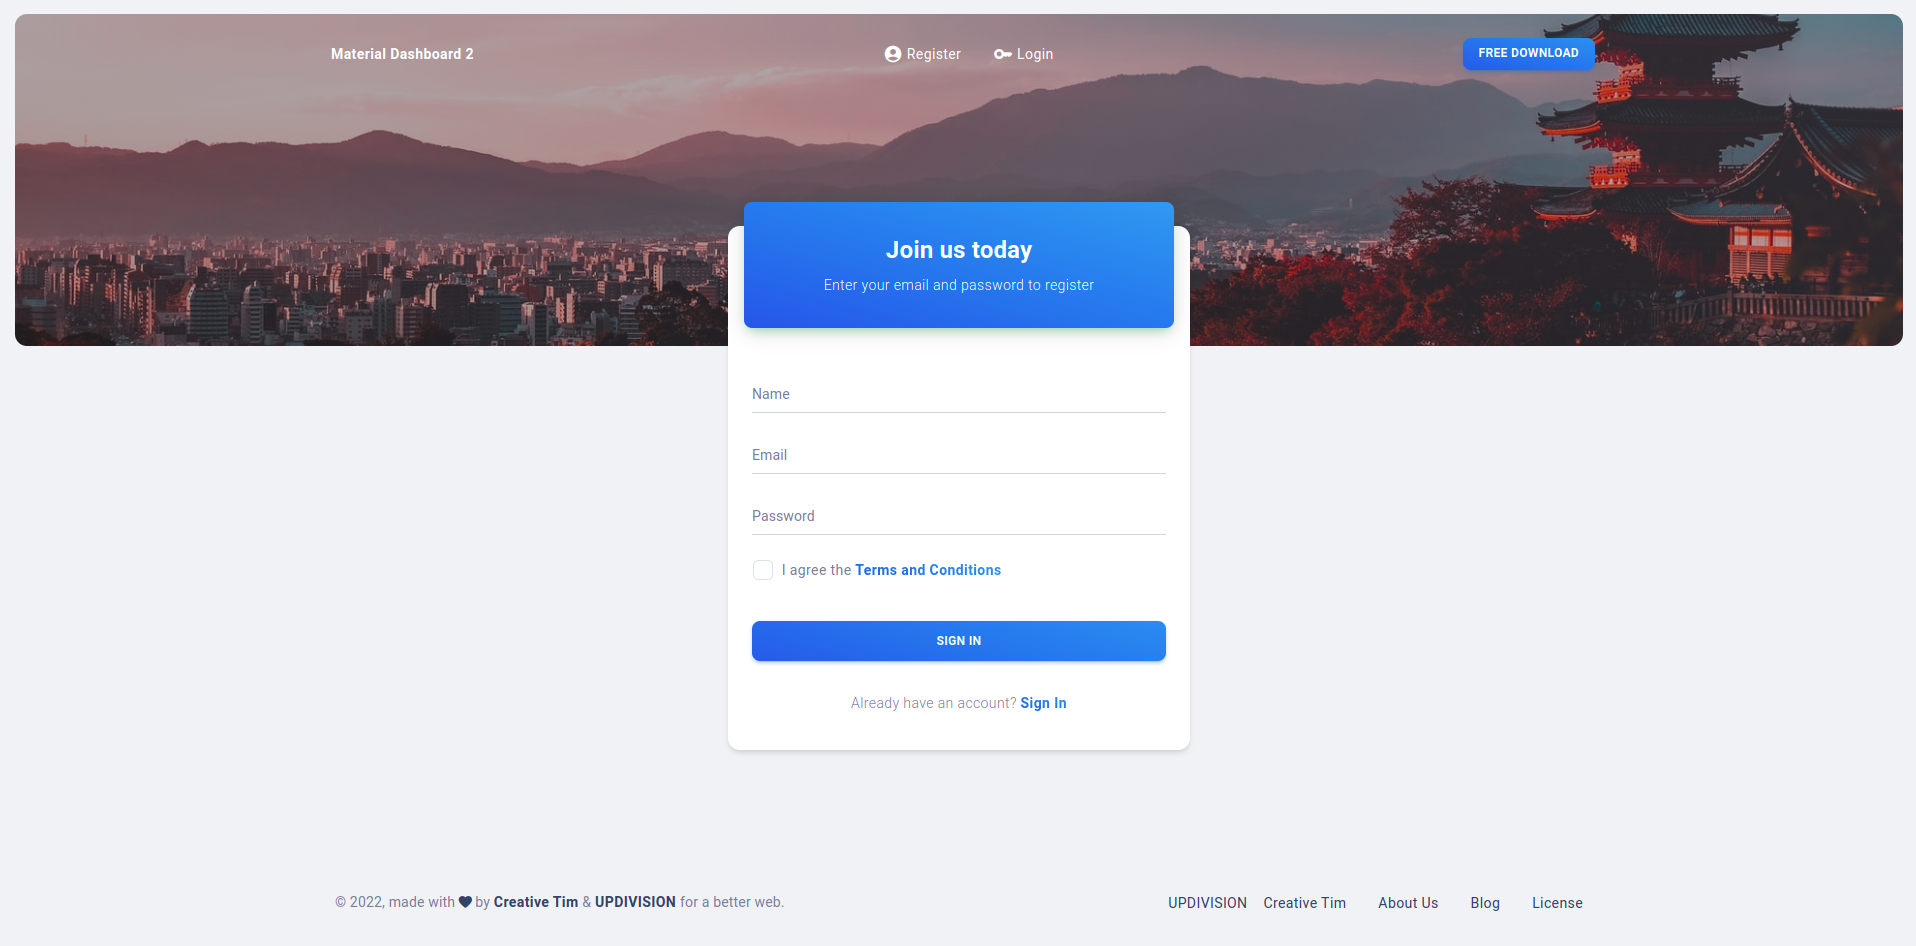 Material Dashboard 2
Register
Login
FREE DOWNLOAD
Join us today
Enter your email and password to register
Name
Email
Password
I agree the Terms and Conditions
SIGN IN
Already have an account? Sign In
© 2022, made with by Creative Tim & UPDIVISION for a better web.
UPDIVISION
Creative Tim
About Us
Blog
License